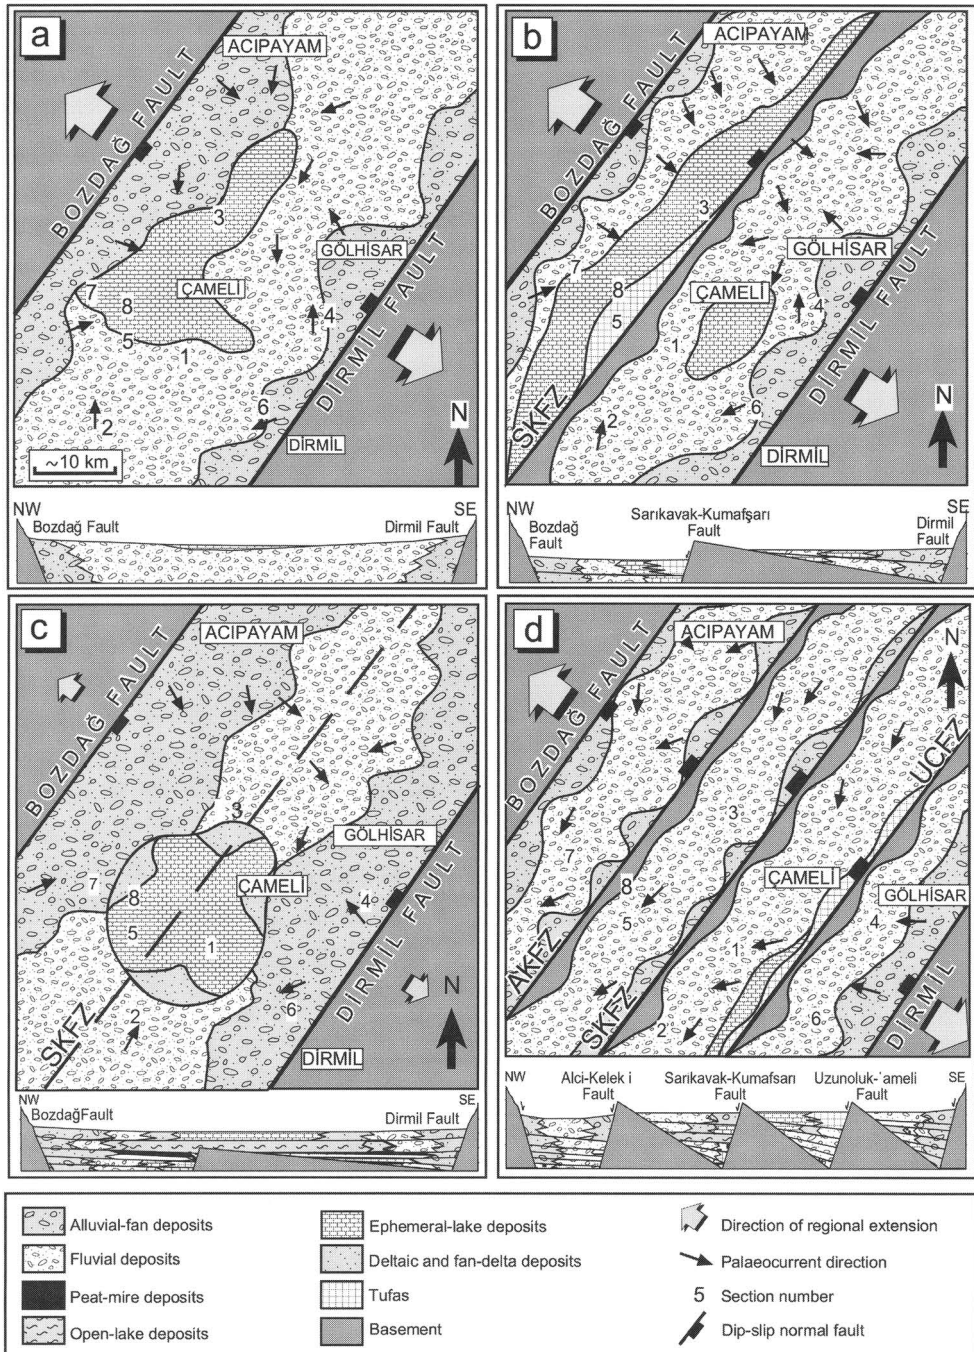 a
ACIPAYAM
BOZDAĞ FAULT
3
GÖLHİSAR
7
8
ÇAMELİ
5
1
4
DİRMİL FAULT
2
6
N
~10 km
DİRMİL
NW
SE
Bozdağ Fault
Dirmil Fault
b
ACIPAYAM
BOZDAĞ FAULT
3
GÖLHİSAR
7
8
ÇAMELİ
5
4
1
DİRMİL FAULT
SKFZ
2
6
N
DİRMİL
NW
SE
Bozdağ
Fault
Sarıkavak-Kumafşarı
Fault
Dirmil
Fault
c
ACIPAYAM
BOZDAĞ FAULT
3
GÖLHİSAR
7
8
ÇAMELİ
4
5
1
DİRMİL FAULT
SKFZ
2
6
N
DİRMİL
NW
SE
BozdağFault
Dirmil Fault
d
ACIPAYAM
N
BOZDAĞ FAULT
UCFZ
3
7
8
ÇAMELİ
GÖLHİSAR
5
4
1
AKFZ
SKFZ
2
6
DİRMİL
NW
Alci-Kelek i
Fault
Sarıkavak-Kumafsarı
Fault
Uzunoluk-'ameli
Fault
SE
Alluvial-fan deposits
Fluvial deposits
Peat-mire deposits
Open-lake deposits
Ephemeral-lake deposits
Deltaic and fan-delta deposits
Tufas
Basement
Direction of regional extension
Palaeocurrent direction
5 Section number
Dip-slip normal fault